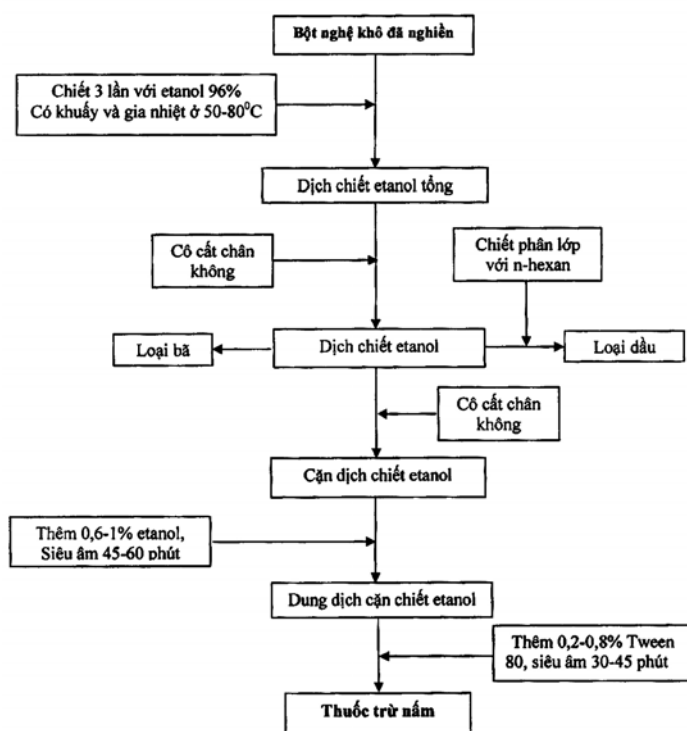 Bột nghệ khô đã nghiền
Chiết 3 lần với etanol 96%
Có khuấy và gia nhiệt ở 50-80⁰C
Dịch chiết etanol tổng
Cô cất chân
không
Chiết phân lớp
với n-hexan
Loại bã
Dịch chiết etanol
Loại dầu
Cô cất chân
không
Cặn dịch chiết etanol
Thêm 0,6-1% etanol,
Siêu âm 45-60 phút
Dung dịch cặn chiết etanol
Thêm 0,2-0,8% Tween
80, siêu âm 30-45 phút
Thuốc trừ nấm